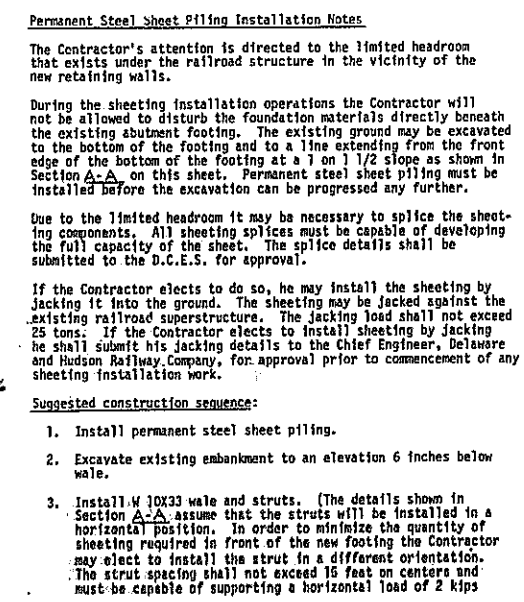 Permanent Steel Sheet Piling Installation Notes
The Contractor's attention is directed to the limited headroom
that exists under the railroad structure in the vicinity of the
new retaining walls.
During the sheeting installation operations the Contractor will
not be allowed to disturb the foundation materials directly beneath
the existing abutment footing. The existing ground may be excavated
to the bottom of the footing and to a line extending from the front
edge of the bottom of the footing at a 1 on 1 1/2 slope as shown in
Section A-A on this sheet. Permanent steel sheet piling must be
installed before the excavation can be progressed any further.
Due to the limited headroom it may be necessary to splice the sheet-
ing components. All sheeting splices must be capable of developing
the full capacity of the sheet. The splice details shall be
submitted to the D.C.E.S. for approval.
If the Contractor elects to do so, he may install the sheeting by
jacking it into the ground. The sheeting may be jacked against the
existing railroad superstructure. The jacking load shall not exceed
25 tons. If the Contractor elects to install sheeting by jacking
he shall submit his jacking details to the Chief Engineer, Delaware
and Hudson Railway Company, for approval prior to commencement of any
sheeting installation work.
Suggested construction sequence:
1. Install permanent steel sheet piling.
2. Excavate existing embankment to an elevation 6 inches below
wale.
3. Install W 10X33 wale and struts. (The details shown in
Section A-A assume that the struts will be installed in a
horizontal position. In order to minimize the quantity of
sheeting required in front of the new footing the Contractor
may elect to install the strut in a different orientation.
The strut spacing shall not exceed 15 feet on centers and
must be capable of supporting a horizontal load of 2 kips